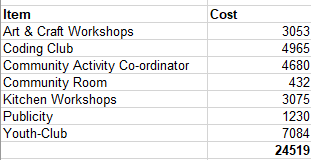 Item Cost
Art & Craft Workshops 3053
Coding Club 4965
Community Activity Co-ordinator 4680
Community Room 432
Kitchen Workshops 3075
Publicity 1230
Youth-Club 7084
24519